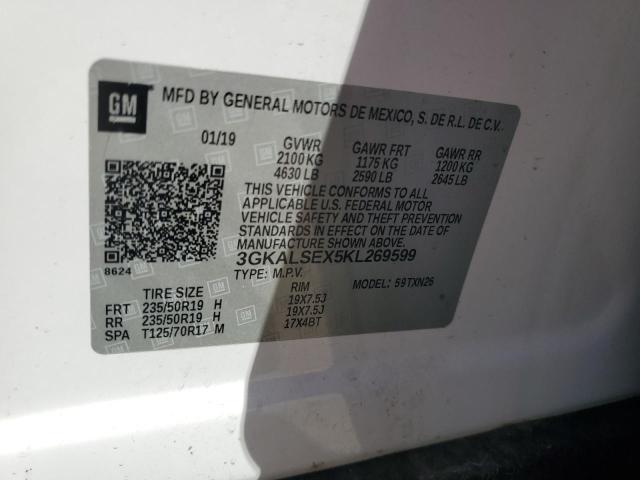 GM
MFD BY GENERAL MOTORS DE MEXICO, S. DE R.L. DE C.V.
01/19 GVWR GAWR FRT GAWR RR
2100 KG 1175 KG 1200 KG
4630 LB 2590 LB 2645 LB
THIS VEHICLE CONFORMS TO ALL
APPLICABLE U.S. FEDERAL MOTOR
VEHICLE SAFETY AND THEFT PREVENTION
STANDARDS IN EFFECT ON THE DATE OF
MANUFACTURE SHOWN ABOVE.
8624 3GKALSEX5KL269599
TYPE: M.P.V. MODEL: 59TXN26
TIRE SIZE RIM
FRT 235/50R19 H 19X7.5J
RR 235/50R19 H 19X7.5J
SPA T125/70R17 M 17X4BT